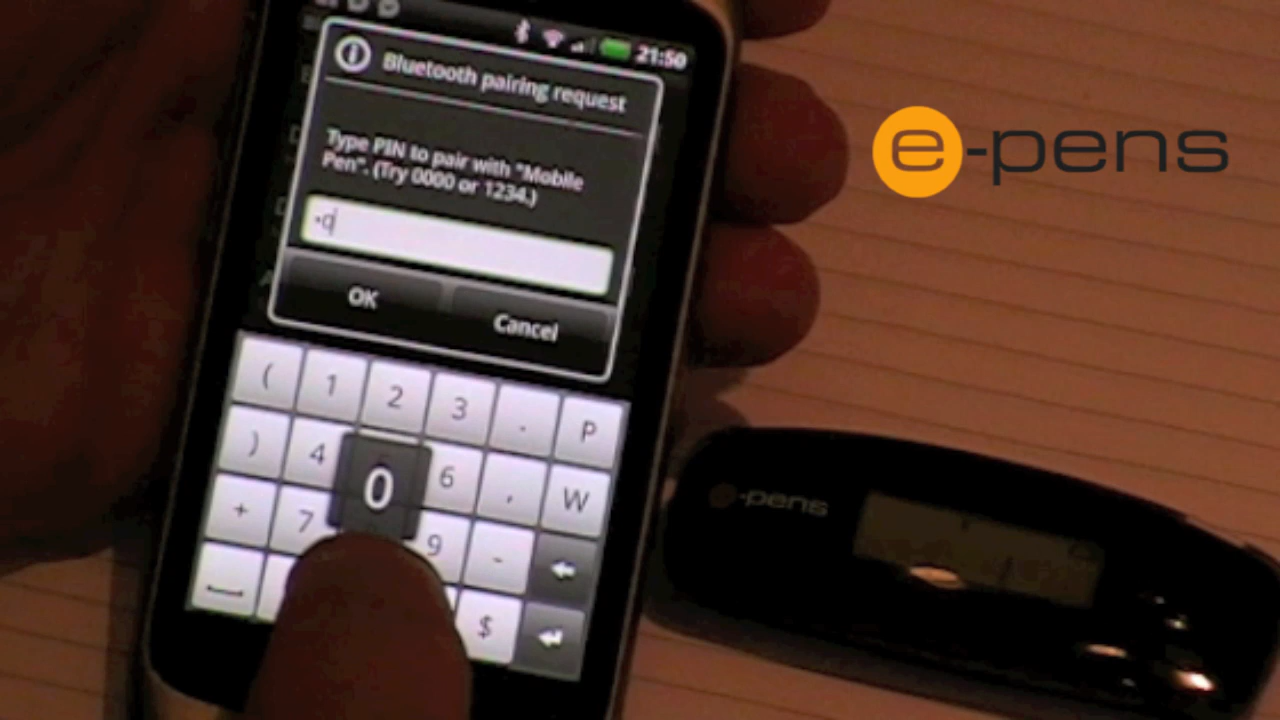 21:50
Bluetooth pairing request
Type PIN to pair with "Mobile
Pen". (Try 0000 or 1234.)
OK
Cancel
( 1 2 3 . P
) 4 0 6 , W
+ 7 9 -
$
e-pens
e-pens